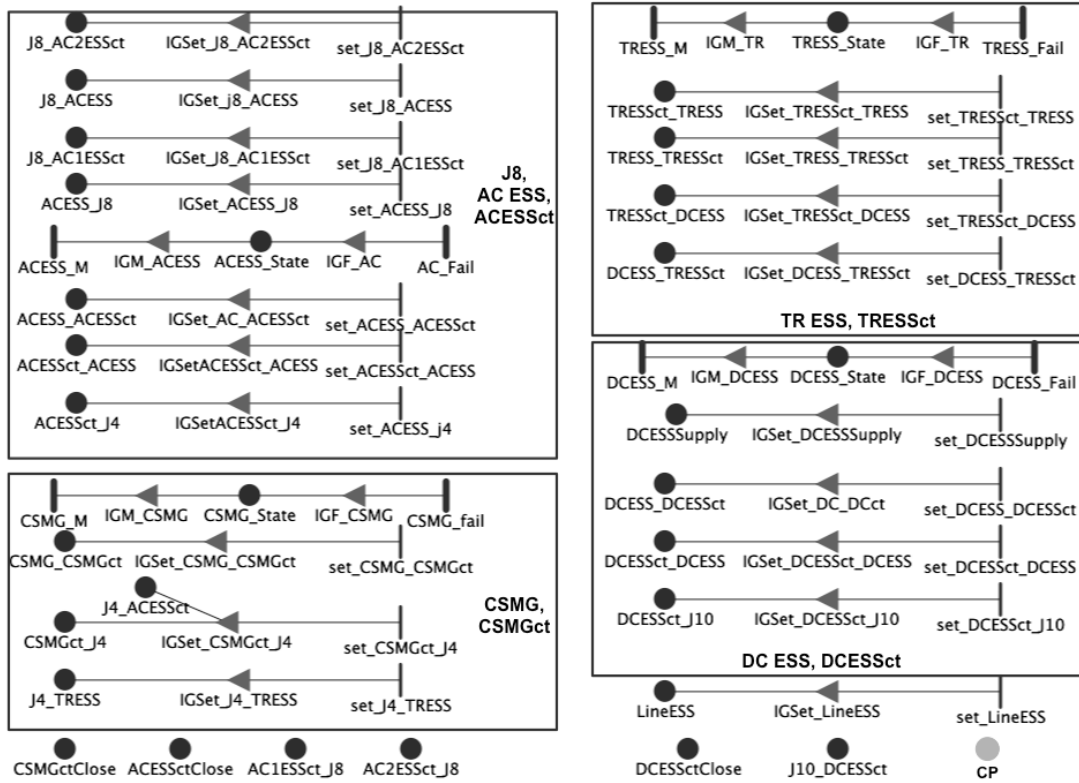 J8_AC2ESSct IGSet_J8_AC2ESSct set_J8_AC2ESSct
J8_ACESS IGSet_j8_ACESS set_J8_ACESS
J8_AC1ESSct IGSet_J8_AC1ESSct set_J8_AC1ESSct
J8,
AC ESS,
ACESSct
ACESS_J8 IGSet_ACESS_J8 set_ACESS_J8
ACESS_M IGM_ACESS ACESS_State IGF_AC AC_Fail
ACESS_ACESSct IGSet_AC_ACESSct set_ACESS_ACESSct
ACESSct_ACESS IGSetACESSct_ACESS set_ACESSct_ACESS
ACESSct_J4 IGSetACESSct_J4 set_ACESS_j4
CSMG_M IGM_CSMG CSMG_State IGF_CSMG CSMG_fail
CSMG_CSMGct IGSet_CSMG_CSMGct set_CSMG_CSMGct
J4_ACESSct
CSMG,
CSMGct
CSMGct_J4 IGSet_CSMGct_J4 set_CSMGct_J4
J4_TRESS IGSet_J4_TRESS set_J4_TRESS
CSMGctClose ACESSctClose AC1ESSct_J8 AC2ESSct_J8
TRESS_M IGM_TR TRESS_State IGF_TR TRESS_Fail
TRESSct_TRESS IGSet_TRESSct_TRESS set_TRESSct_TRESS
TRESS_TRESSct IGSet_TRESS_TRESSct set_TRESS_TRESSct
TRESSct_DCESS IGSet_TRESSct_DCESS set_TRESSct_DCESS
DCESS_TRESSct IGSet_DCESS_TRESSct set_DCESS_TRESSct
TR ESS, TRESSct
DCESS_M IGM_DCESS DCESS_State IGF_DCESS DCESS_Fail
DCESSSupply IGSet_DCESSSupply set_DCESSSupply
DCESS_DCESSct IGSet_DC_DCct set_DCESS_DCESSct
DCESSct_DCESS IGSet_DCESSct_DCESS set_DCESSct_DCESS
DCESSct_J10 IGSet_DCESSct_J10 set_DCESSct_J10
DC ESS, DCESSct
LineESS IGSet_LineESS set_LineESS
DCESSctClose J10_DCESSct CP